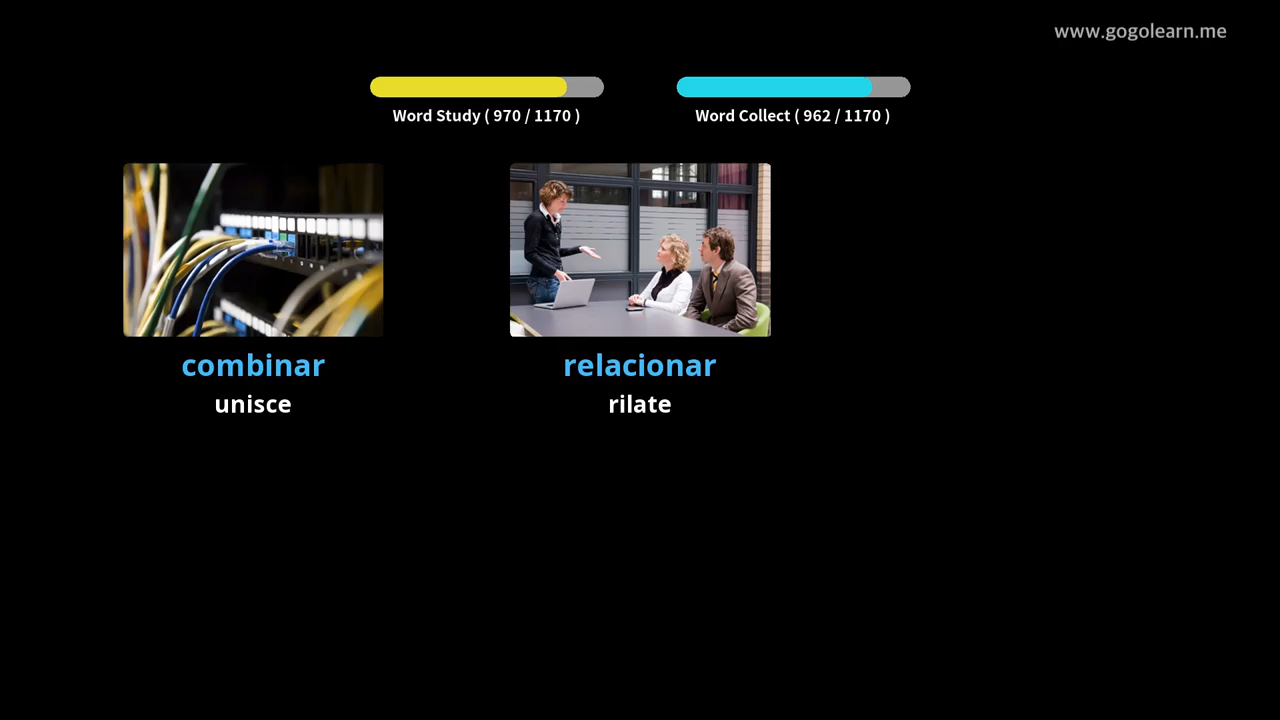 www.gogolearn.me
Word Study ( 970 / 1170 )
Word Collect ( 962 / 1170 )
combinar
relacionar
unisce
rilate